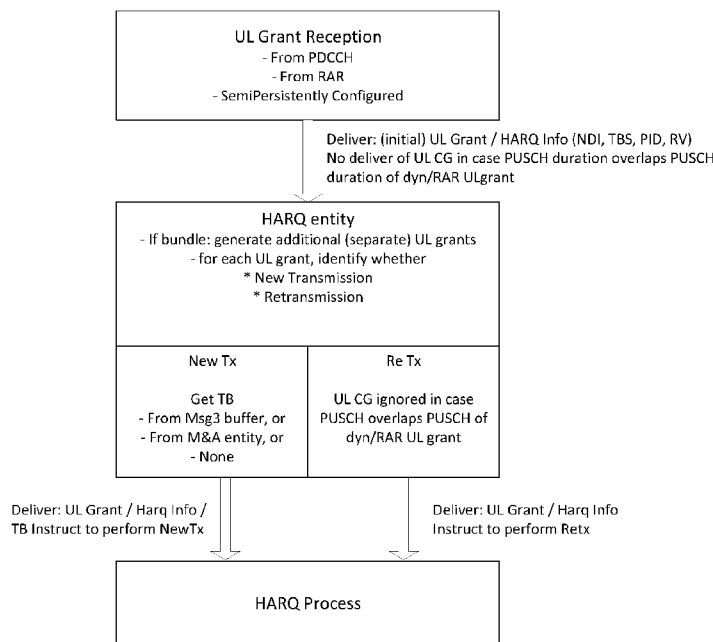 UL Grant Reception
- From PDCCH
- From RAR
- SemiPersistently Configured
Deliver: (initial) UL Grant / HARQ Info (NDI, TBS, PID, RV)
No deliver of UL CG in case PUSCH duration overlaps PUSCH
duration of dyn/RAR ULgrant
HARQ entity
- If bundle: generate additional (separate) UL grants
- for each UL grant, identify whether
* New Transmission
* Retransmission
New Tx
Get TB
- From Msg3 buffer, or
- From M&A entity, or
- None
Re Tx
UL CG ignored in case
PUSCH overlaps PUSCH of
dyn/RAR UL grant
Deliver: UL Grant / Harq Info /
TB Instruct to perform NewTx
Deliver: UL Grant / Harq Info
Instruct to perform Retx
HARQ Process